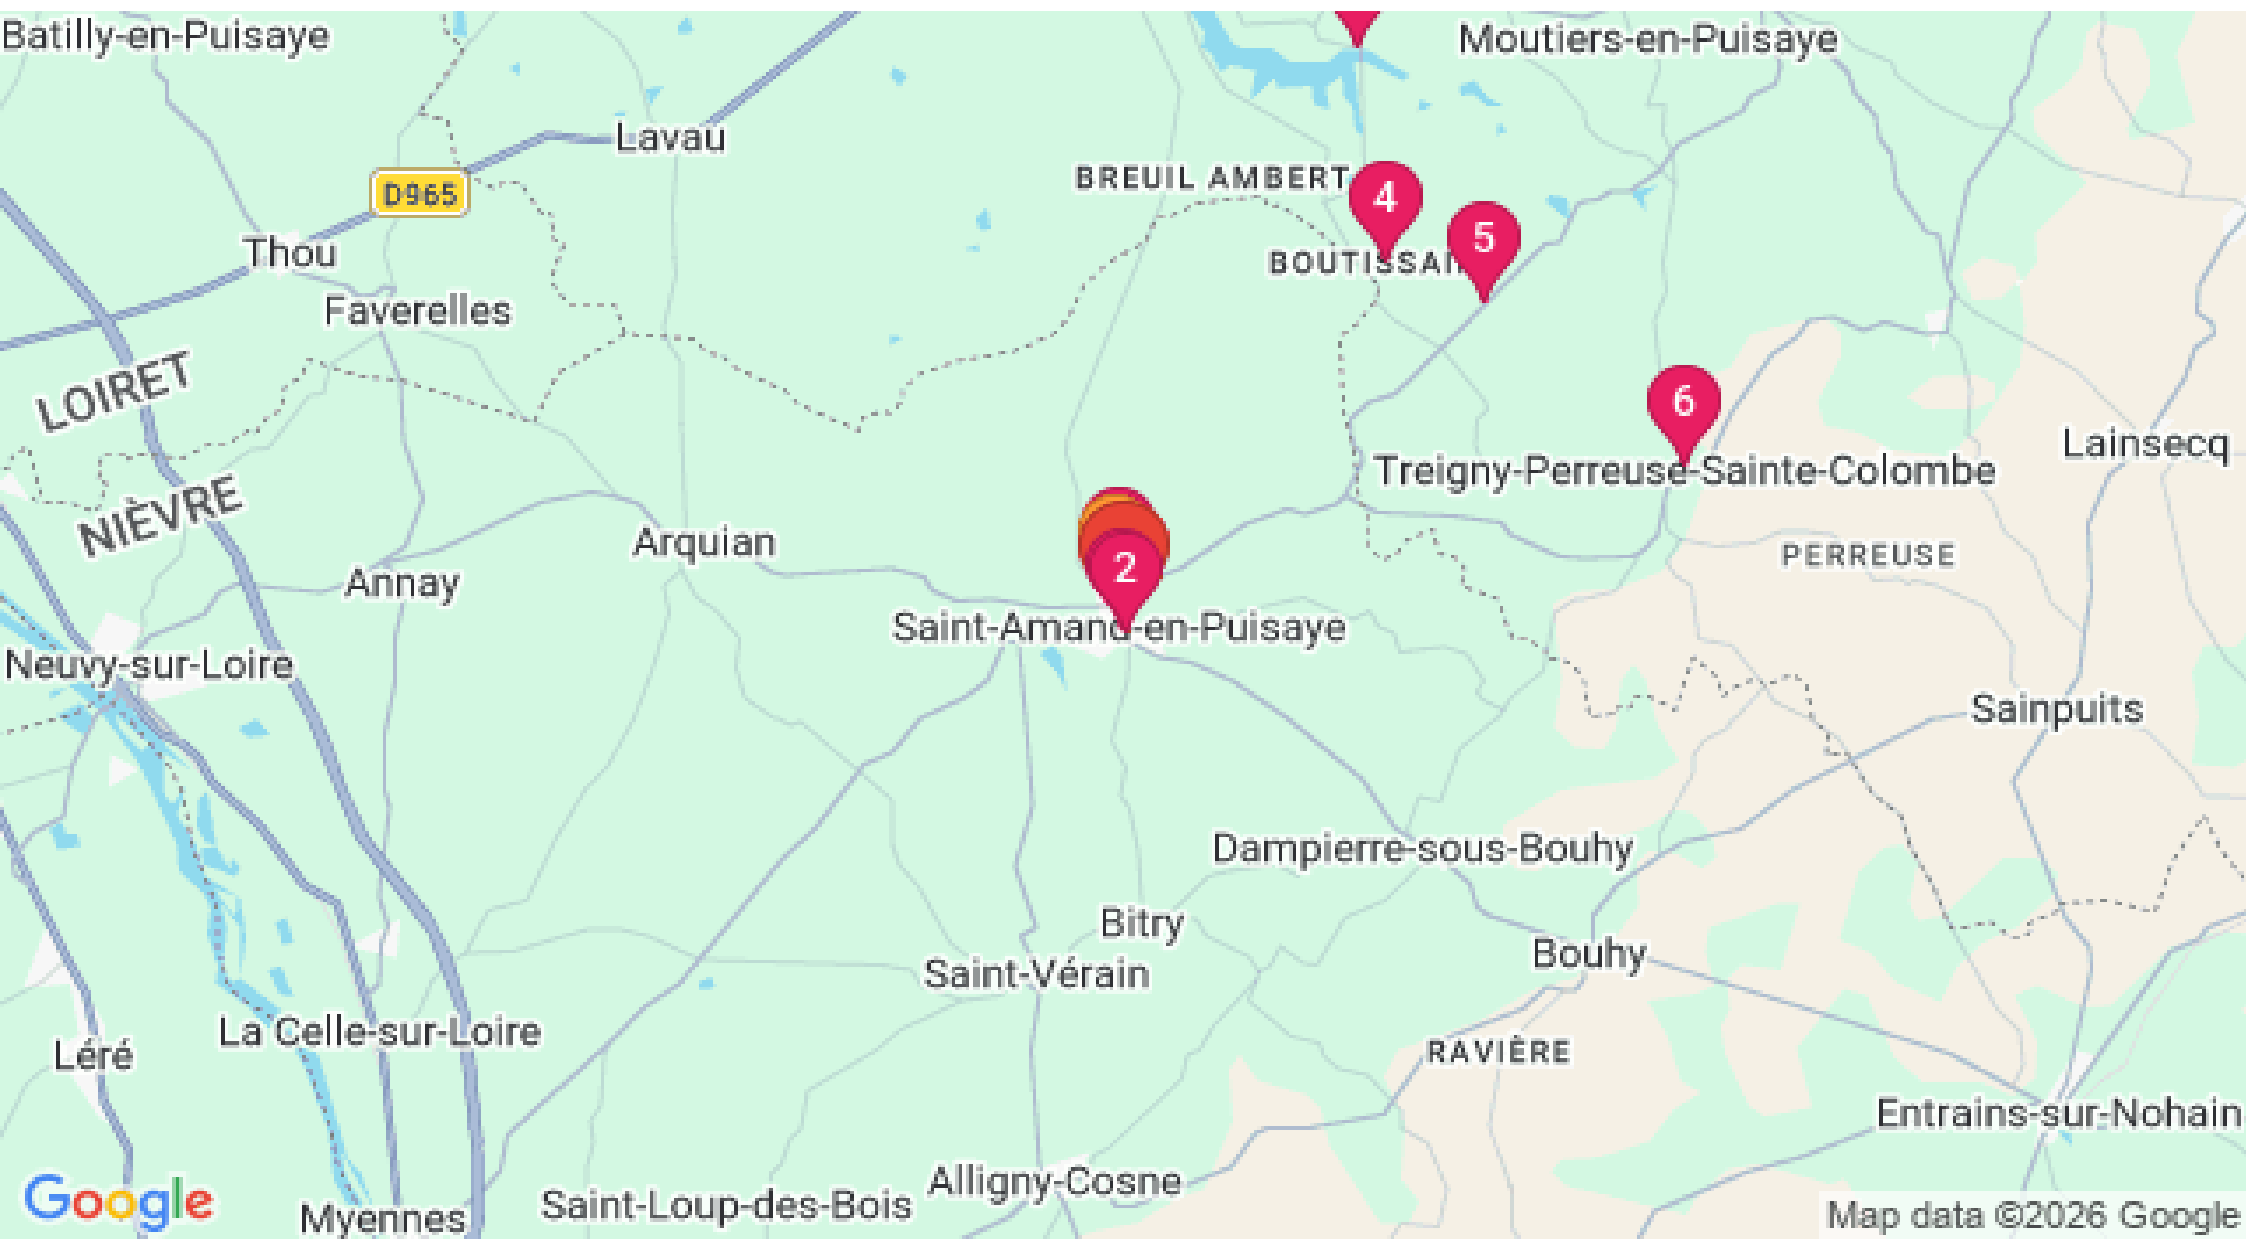 Batilly-en-Puisaye
Moutiers-en-Puisaye
Lavau
D965
BREUIL AMBERT
4
5
Thou
BOUTISSAI
Faverelles
LOIRET
6
Lainsecq
Treigny-Perreuse-Sainte-Colombe
NIÈVRE
Arquian
PERREUSE
2
Annay
Saint-Amand-en-Puisaye
Neuvy-sur-Loire
Sainpuits
Dampierre-sous-Bouhy
Bitry
Bouhy
Saint-Vérain
La Celle-sur-Loire
Léré
RAVIÈRE
Entrains-sur-Nohain
Alligny-Cosne
Saint-Loup-des-Bois
Myennes
Google
Map data ©2026 Google